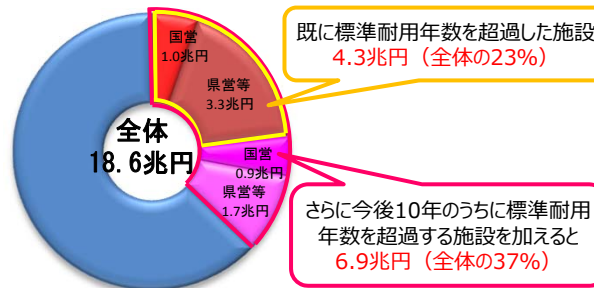 国営
1.0兆円
県営等
3.3兆円
既に標準耐用年数を超過した施設
4.3兆円（全体の23%）
全体
18.6兆円
国営
0.9兆円
県営等
1.7兆円
さらに今後10年のうちに標準耐用
年数を超過する施設を加えると
6.9兆円（全体の37%）